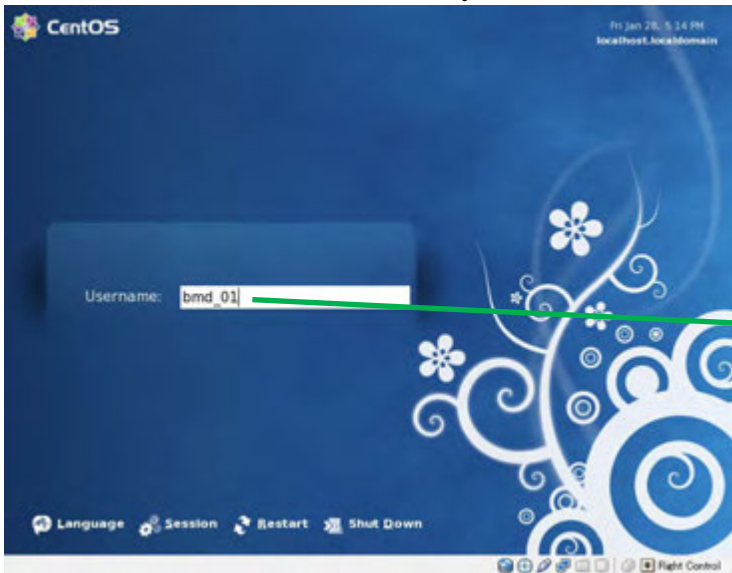 CentOS
Fri Jan 28, 5:14 PM
localhost.localdomain
Username: bmd_01
Language Session Restart Shut Down
Right Control